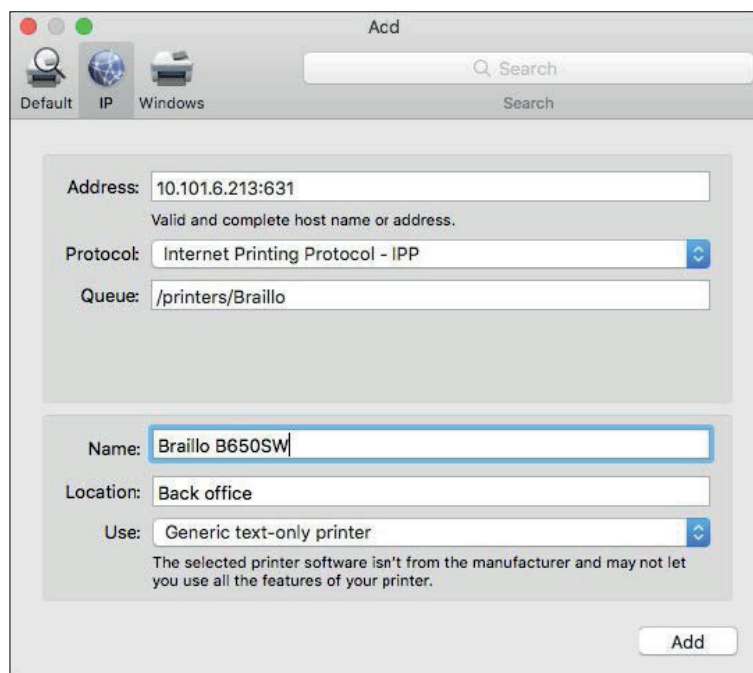 Acd
Search
Default IP Windows Search
Address: 10.101.6.213:631
Valid and complete host name or address.
Protocol: Internet Printing Protocol - IPP
Queue: /printers/Braillo
Name: Braillo B650SW
Location: Back office
Use: Generic text-only printer
The selected printer software isn't from the manufacturer and may not let
you use all the features of your printer.
Add